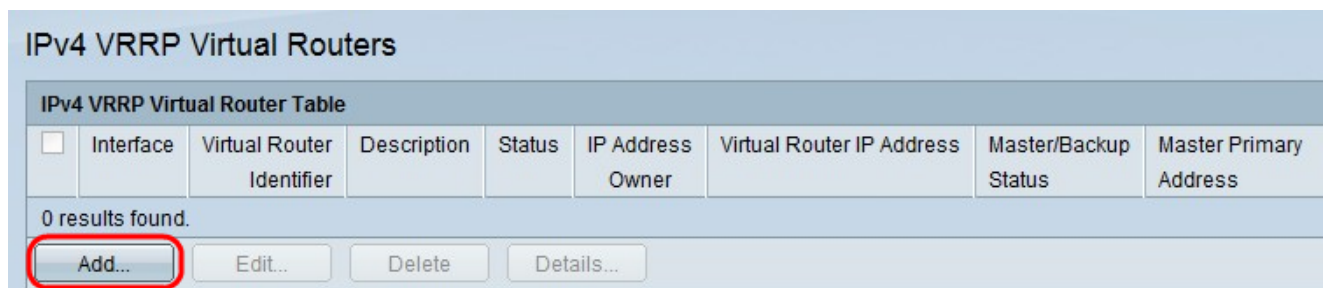 IPv4 VRRP Virtual Routers
IPv4 VRRP Virtual Router Table
Interface Virtual Router Description Status IP Address Virtual Router IP Address Master/Backup Master Primary
Identifier Owner Status Address
0 results found.
Add... Edit... Delete Details...